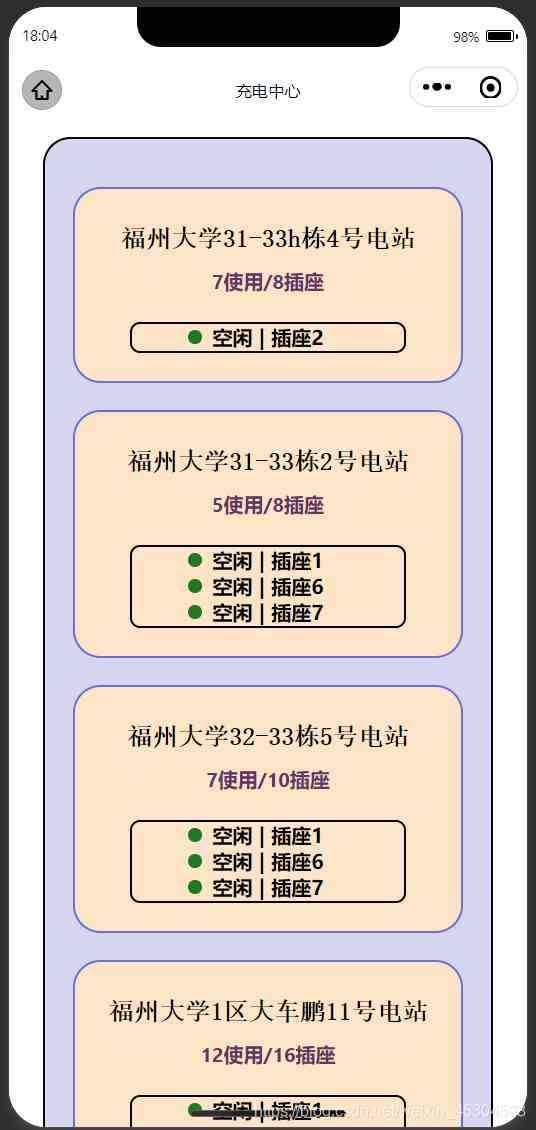 18:04
98%
充电中心
福州大学31-33h栋4号电站
7使用/8插座
空闲 | 插座2
福州大学31-33栋2号电站
5使用/8插座
空闲 | 插座1
空闲 | 插座6
空闲 | 插座7
福州大学32-33栋5号电站
7使用/10插座
空闲 | 插座1
空闲 | 插座6
空闲 | 插座7
福州大学1区大车鹏11号电站
12使用/16插座
空闲 | 插座1